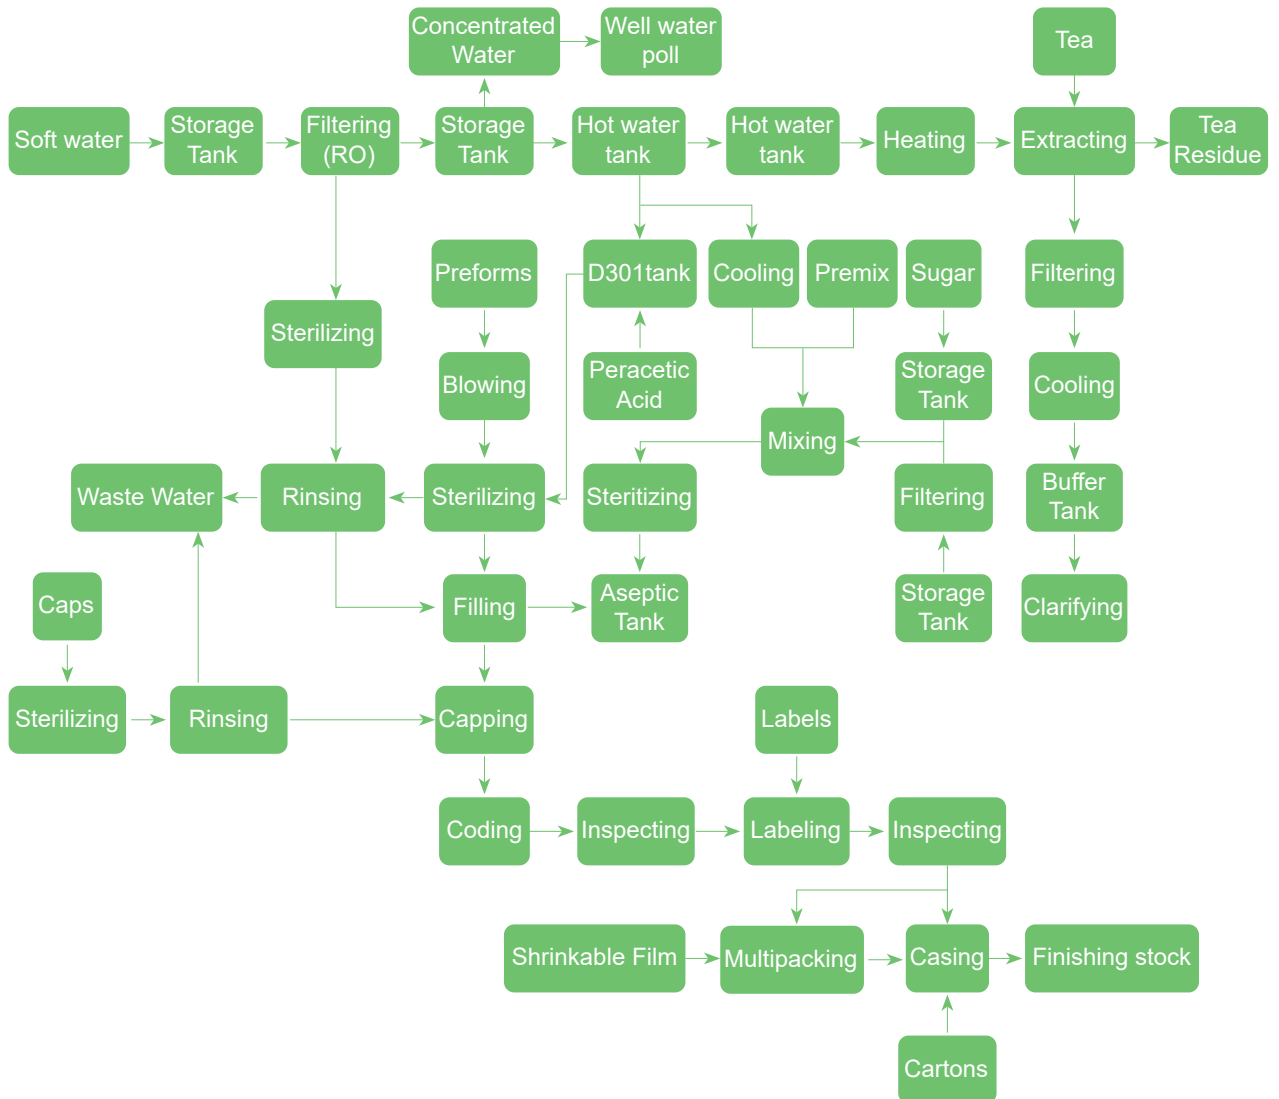 Concentrated
Water
Well water
poll
Tea
Soft water
Storage
Tank
Filtering
(RO)
Storage
Tank
Hot water
tank
Hot water
tank
Heating
Extracting
Tea
Residue
Preforms
D301tank
Cooling
Premix
Sugar
Filtering
Sterilizing
Blowing
Peracetic
Acid
Storage
Tank
Cooling
Mixing
Waste Water
Rinsing
Sterilizing
Steritizing
Filtering
Buffer
Tank
Caps
Filling
Aseptic
Tank
Storage
Tank
Clarifying
Sterilizing
Rinsing
Capping
Labels
Coding
Inspecting
Labeling
Inspecting
Shrinkable Film
Multipacking
Casing
Finishing stock
Cartons